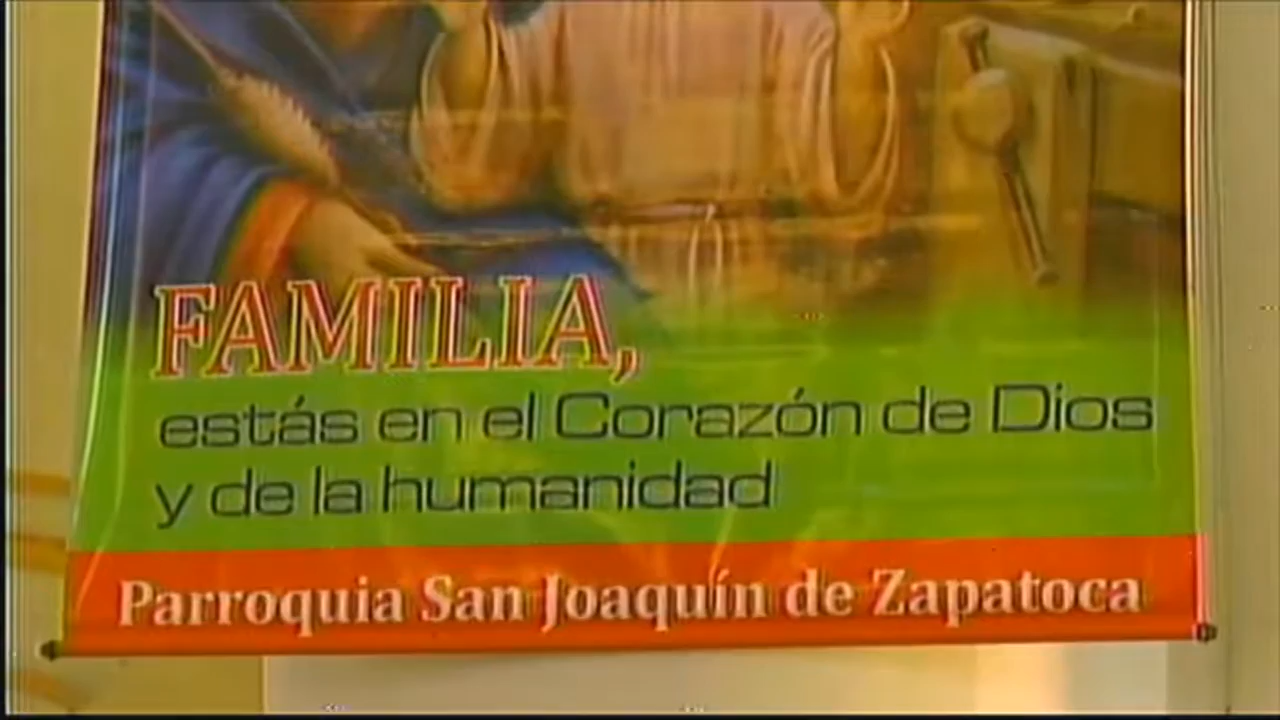 FAMILIA,
estás en el Corazón de Dios
y de la humanidad
Parroquia San Joaquín de Zapatoca